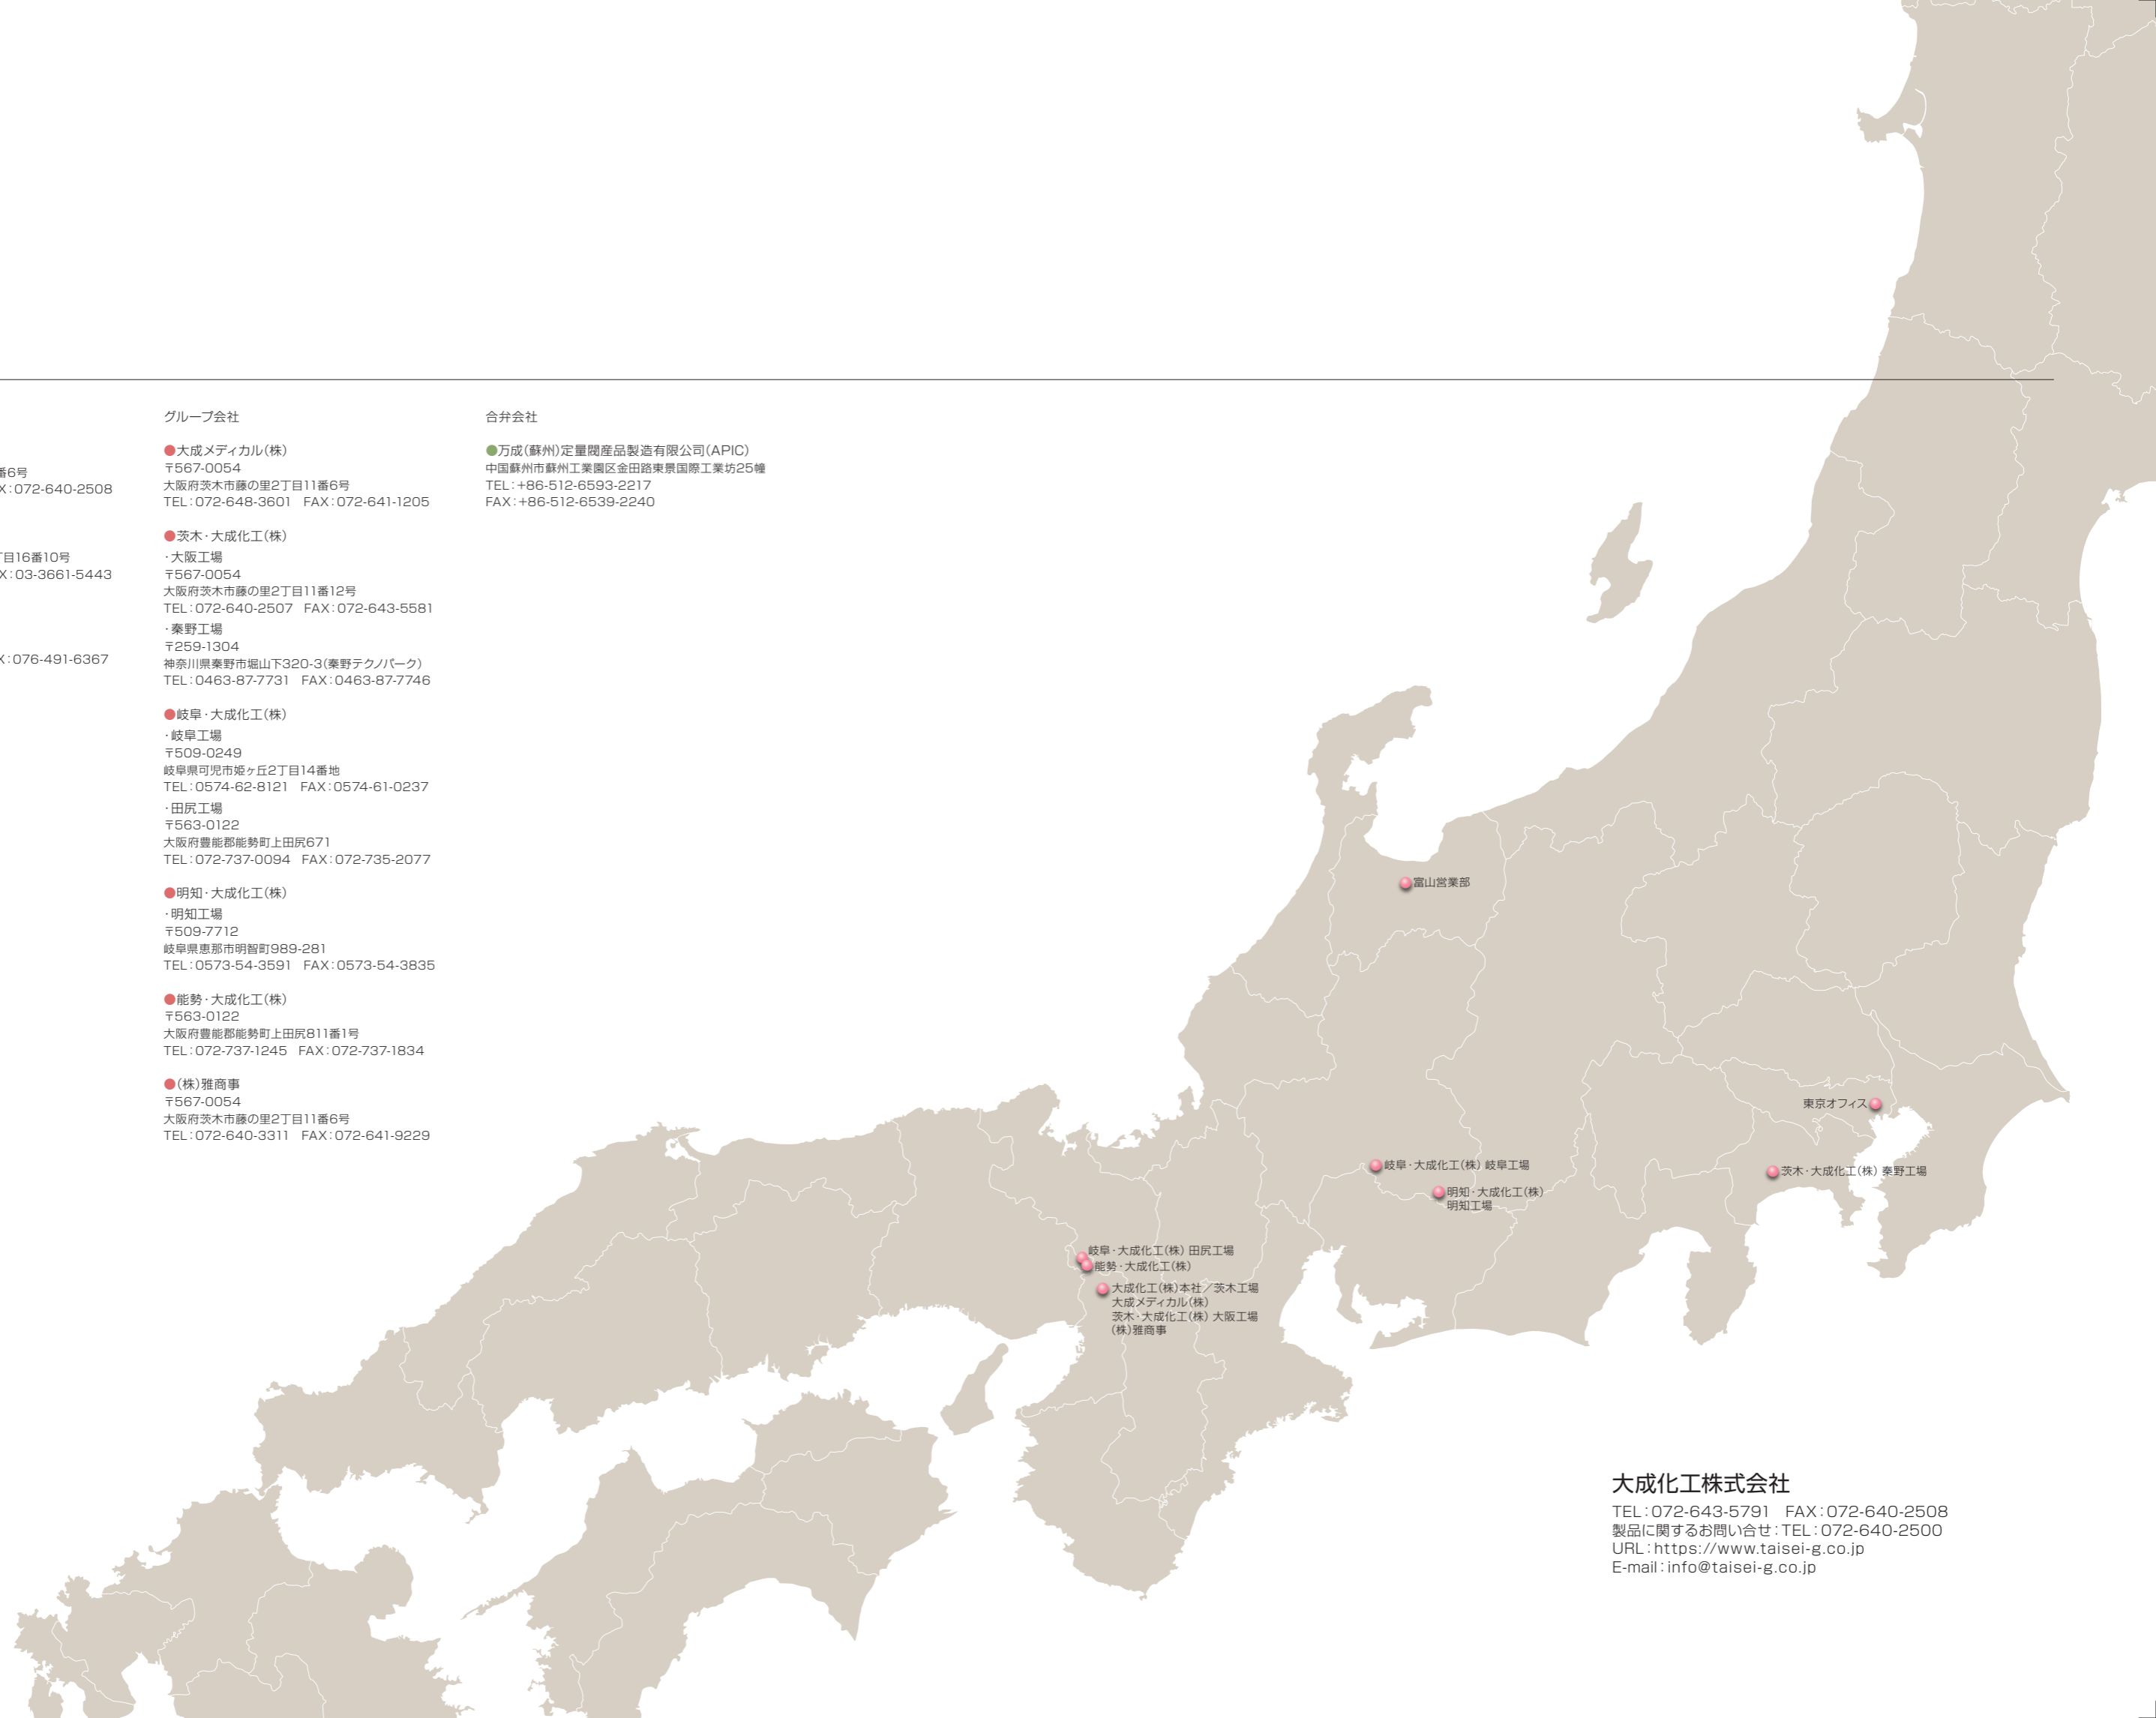 番6号
X：072-640-2508
丁目16番10号
X：03-3661-5443
X：076-491-6367
グループ会社
●大成メディカル（株）
〒567-0054
大阪府茨木市藤の里2丁目11番6号
TEL：072-648-3601　FAX：072-641-1205
●茨木・大成化工（株）
・大阪工場
〒567-0054
大阪府茨木市藤の里2丁目11番12号
TEL：072-640-2507　FAX：072-643-5581
・秦野工場
〒259-1304
神奈川県秦野市堀山下320-3（秦野テクノパーク）
TEL：0463-87-7731　FAX：0463-87-7746
●岐阜・大成化工（株）
・岐阜工場
〒509-0249
岐阜県可児市姫ヶ丘2丁目14番地
TEL：0574-62-8121　FAX：0574-61-0237
・田尻工場
〒563-0122
大阪府豊能郡能勢町上田尻671
TEL：072-737-0094　FAX：072-735-2077
●明知・大成化工（株）
・明知工場
〒509-7712
岐阜県恵那市明智町989-281
TEL：0573-54-3591　FAX：0573-54-3835
●能勢・大成化工（株）
〒563-0122
大阪府豊能郡能勢町上田尻811番1号
TEL：072-737-1245　FAX：072-737-1834
●（株）雅商事
〒567-0054
大阪府茨木市藤の里2丁目11番6号
TEL：072-640-3311　FAX：072-641-9229
合弁会社
●万成（蘇州）定量閥産品製造有限公司（APIC）
中国蘇州市蘇州工業園区金田路東景国際工業坊25幢
TEL：+86-512-6593-2217
FAX：+86-512-6539-2240
富山営業部
東京オフィス
岐阜・大成化工（株） 岐阜工場
茨木・大成化工（株） 秦野工場
明知・大成化工（株）
明知工場
岐阜・大成化工（株） 田尻工場
能勢・大成化工（株）
大成化工（株）本社／茨木工場
大成メディカル（株）
茨木・大成化工（株） 大阪工場
（株）雅商事
大成化工株式会社
TEL：072-643-5791　FAX：072-640-2508
製品に関するお問い合せ：TEL：072-640-2500
URL：https://www.taisei-g.co.jp
E-mail：info@taisei-g.co.jp